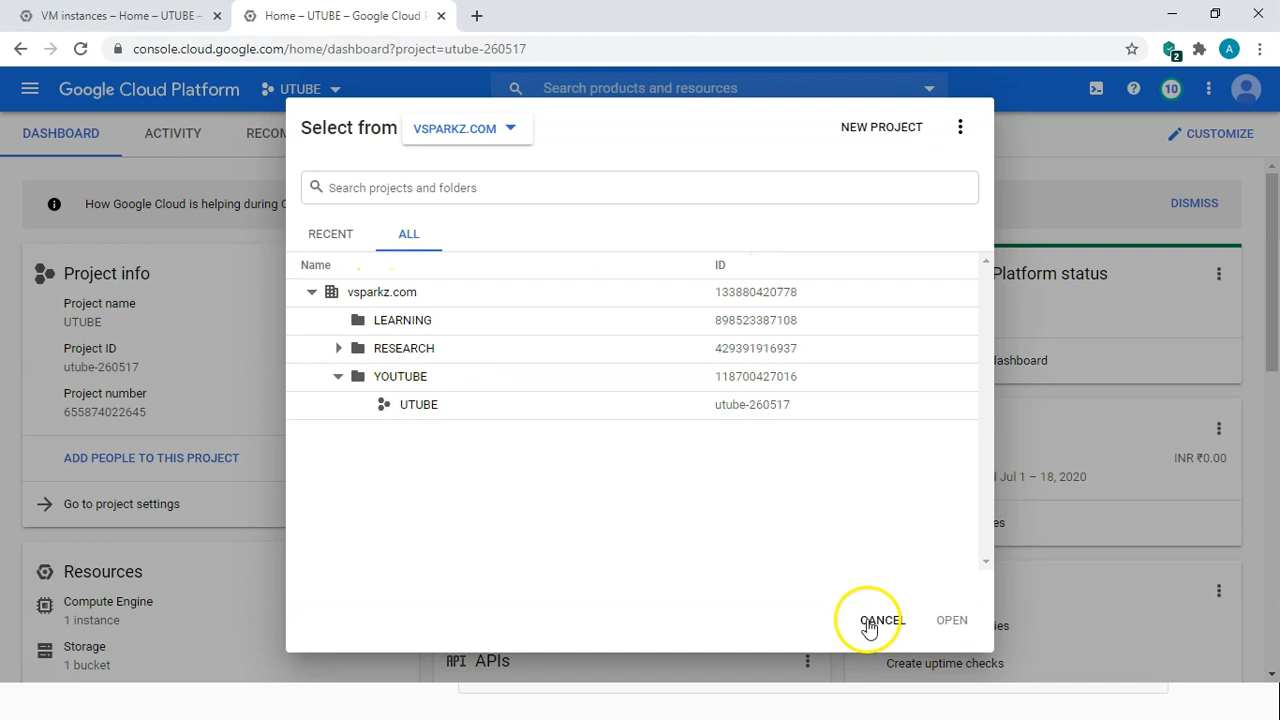 VM instances – Home – UTUBE –
Home – UTUBE – Google Cloud P
console.cloud.google.com/home/dashboard?project=utube-260517
2
A
Google Cloud Platform
UTUBE
Search products and resources
10
DASHBOARD
ACTIVITY
RECOM
CUSTOMIZE
Select from
VSPARKZ.COM
NEW PROJECT
Search projects and folders
RECENT
ALL
Name
ID
vsparkz.com
133880420778
LEARNING
898523387108
RESEARCH
429391916937
YOUTUBE
118700427016
UTUBE
utube-260517
CANCEL
OPEN
How Google Cloud is helping during C
DISMISS
Project info
Project name
UTUBE
Project ID
utube-260517
Project number
655874022645
ADD PEOPLE TO THIS PROJECT
Go to project settings
Resources
Compute Engine
1 instance
Storage
1 bucket
API APIs
Platform status
dashboard
INR ₹0.00
d Jul 1 – 18, 2020
es
ies
Create uptime checks